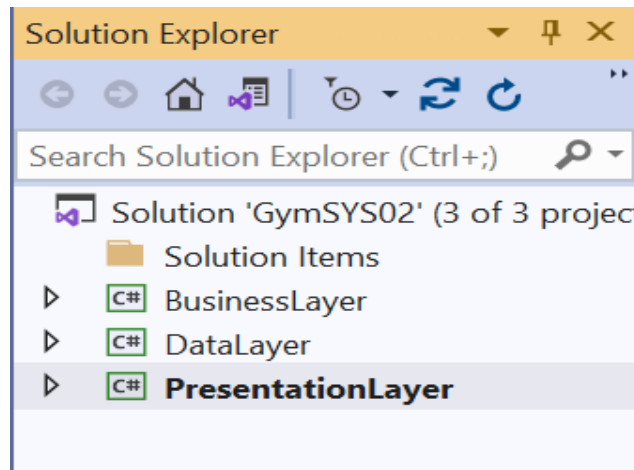 Solution Explorer
Search Solution Explorer (Ctrl+;)
Solution 'GymSYS02' (3 of 3 projec
Solution Items
C# BusinessLayer
C# DataLayer
C# PresentationLayer